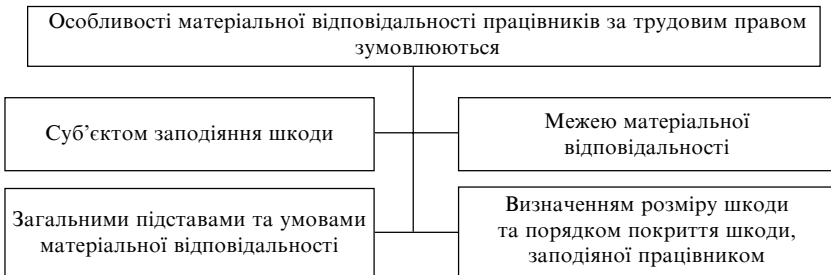 Особливості матеріальної відповідальності працівників за трудовим правом
зумовлюються
Суб’єктом заподіяння шкоди
Межею матеріальної
відповідальності
Загальними підставами та умовами
матеріальної відповідальності
Визначенням розміру шкоди
та порядком покриття шкоди,
заподіяної працівником